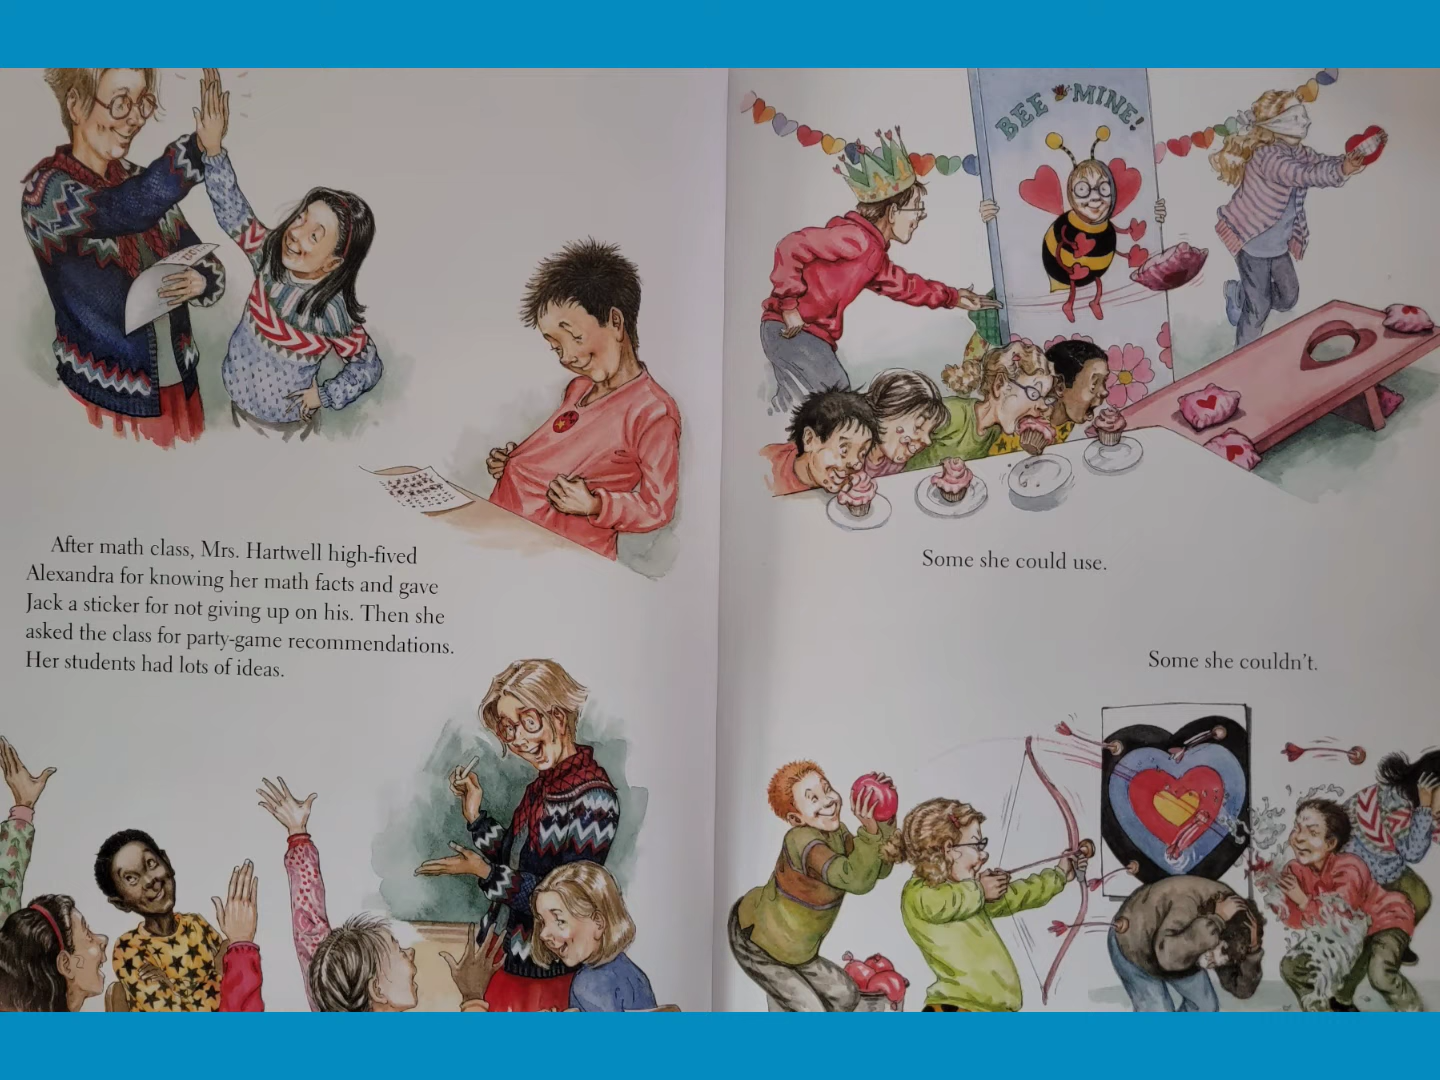 After math class, Mrs. Hartwell high-fived
Alexandra for knowing her math facts and gave
Jack a sticker for not giving up on his. Then she
asked the class for party-game recommendations.
Her students had lots of ideas.
BEE MINE!
Some she could use.
Some she couldn't.